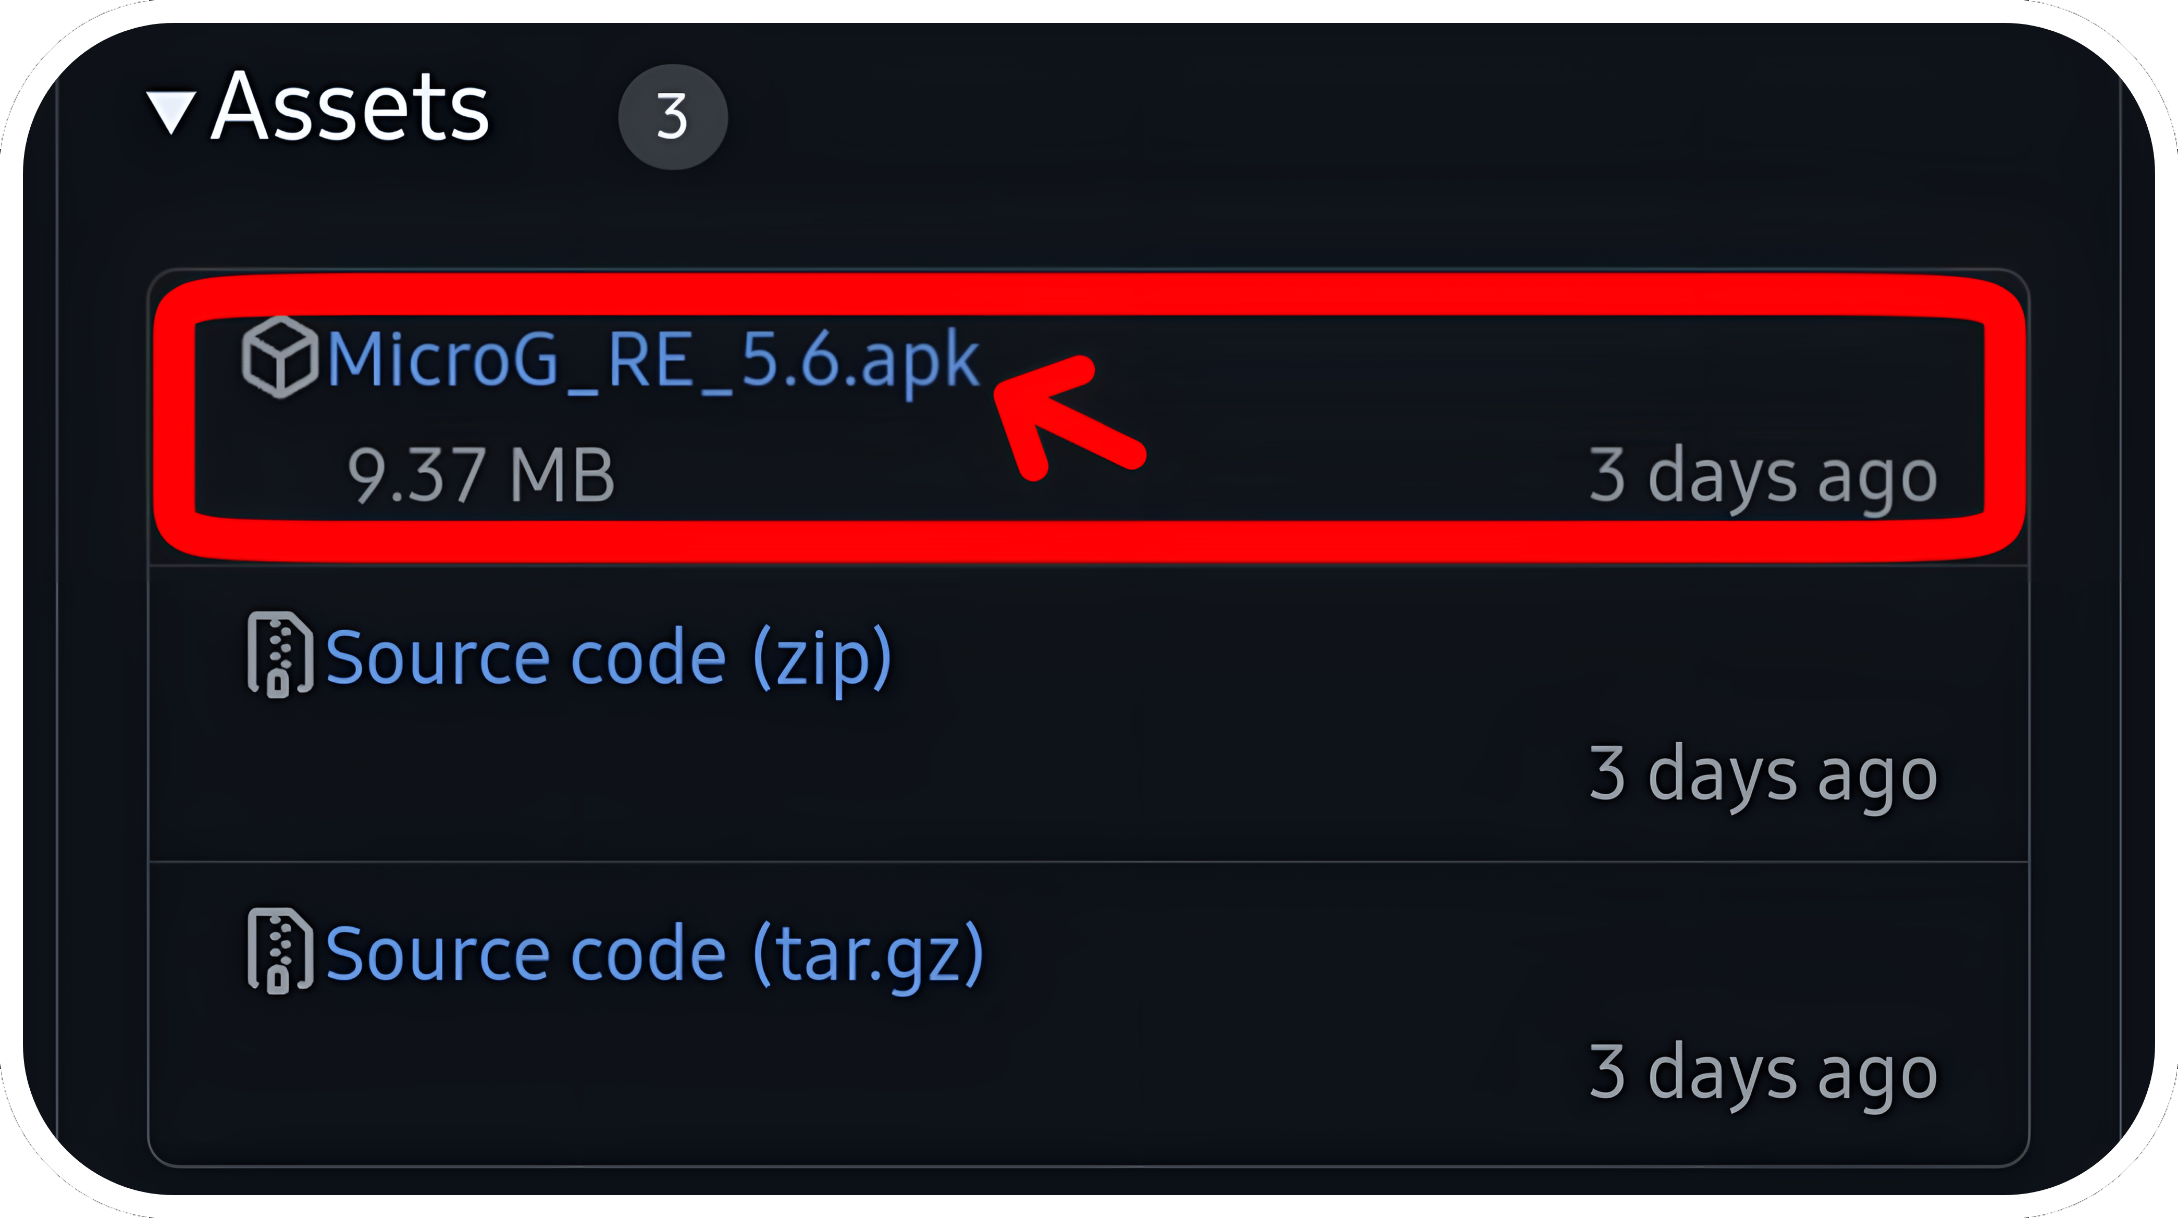 Assets 3
MicroG_RE_5.6.apk
9.37 MB 3 days ago
Source code (zip)
3 days ago
Source code (tar.gz)
3 days ago